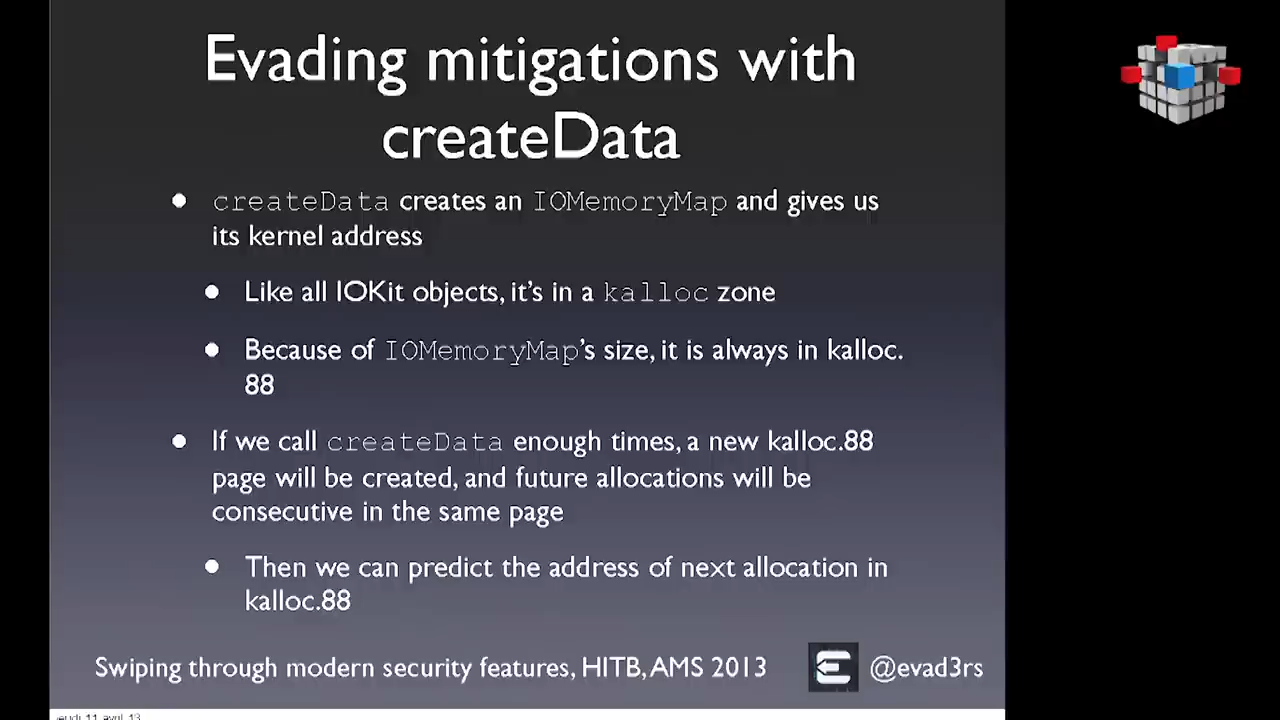 Evading mitigations with
createData
• createData creates an IOMemoryMap and gives us
its kernel address
• Like all IOKit objects, it's in a kalloc zone
• Because of IOMemoryMap's size, it is always in kalloc.
88
• If we call createData enough times, a new kalloc.88
page will be created, and future allocations will be
consecutive in the same page
• Then we can predict the address of next allocation in
kalloc.88
Swiping through modern security features, HITB, AMS 2013
@evad3rs
jeudi 11 avril 13